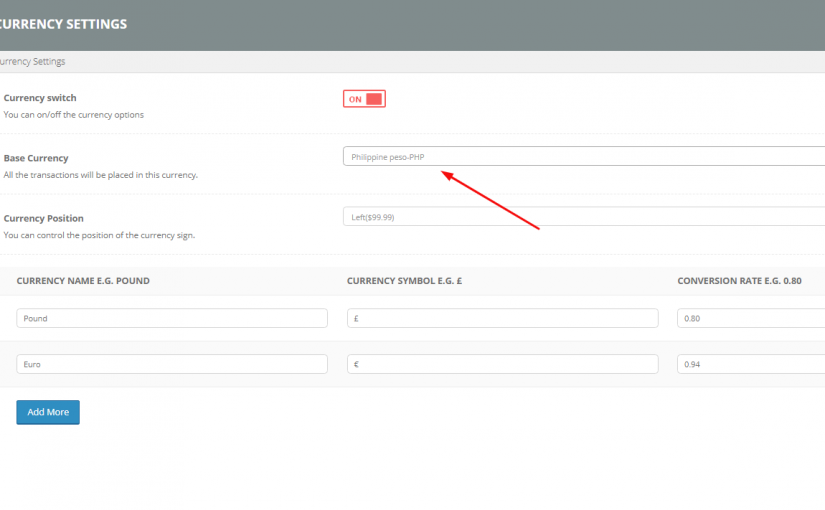 CURRENCY SETTINGS
urrency Settings
Currency switch
ON
You can on/off the currency options
Base Currency
Philippine peso-PHP
All the transactions will be placed in this currency.
Currency Position
Left($99.99)
You can control the position of the currency sign.
CURRENCY NAME E.G. POUND CURRENCY SYMBOL E.G. £ CONVERSION RATE E.G. 0.80
Pound £ 0.80
Euro € 0.94
Add More